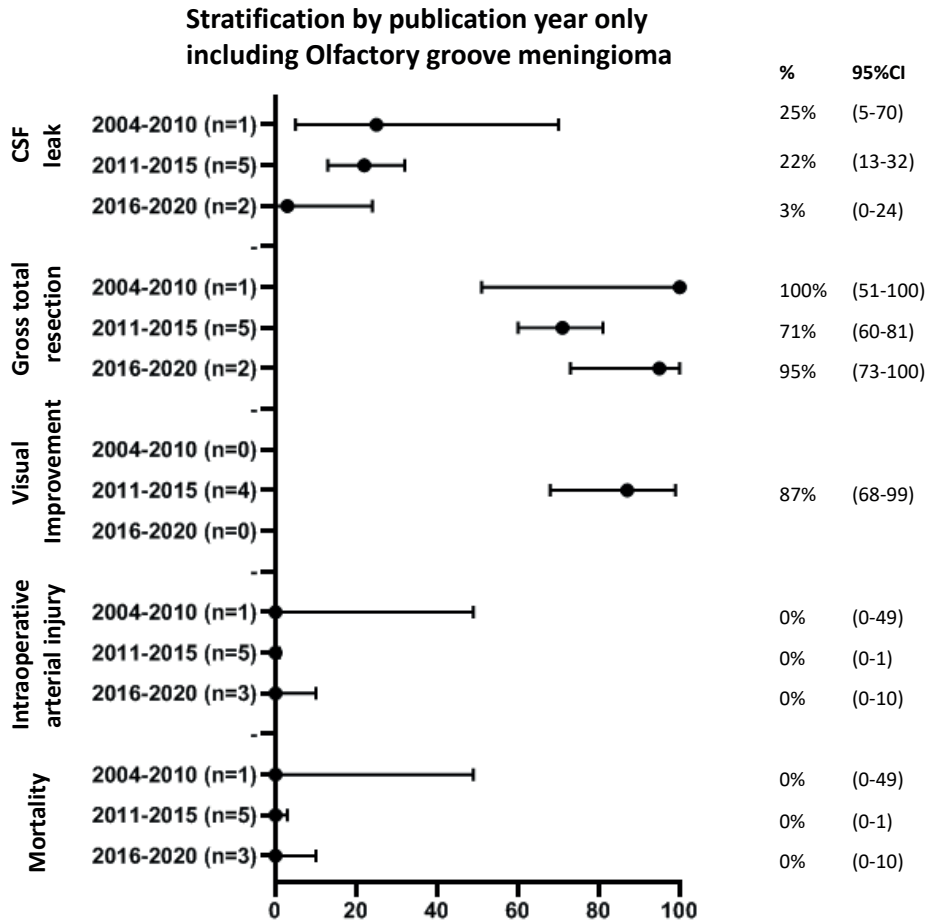 Stratification by publication year only
including Olfactory groove meningioma
% 95%CI
CSF
leak
2004-2010 (n=1) 25% (5-70)
2011-2015 (n=5) 22% (13-32)
2016-2020 (n=2) 3% (0-24)
-
Gross total
resection
2004-2010 (n=1) 100% (51-100)
2011-2015 (n=5) 71% (60-81)
2016-2020 (n=2) 95% (73-100)
-
Visual
Improvement
2004-2010 (n=0)
2011-2015 (n=4) 87% (68-99)
2016-2020 (n=0)
-
Intraoperative
arterial injury
2004-2010 (n=1) 0% (0-49)
2011-2015 (n=5) 0% (0-1)
2016-2020 (n=3) 0% (0-10)
-
Mortality
2004-2010 (n=1) 0% (0-49)
2011-2015 (n=5) 0% (0-1)
2016-2020 (n=3) 0% (0-10)
0 20 40 60 80 100